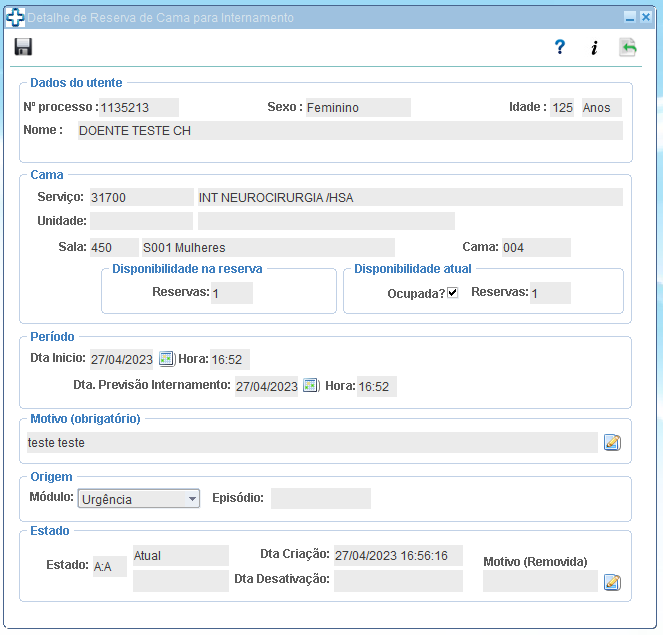 Detalhe de Reserva de Cama para Internamento
? i
Dados do utente
Nº processo : 1135213 Sexo : Feminino Idade : 125 Anos
Nome : DOENTE TESTE CH
Cama
Serviço: 31700 INT NEUROCIRURGIA /HSA
Unidade:
Sala: 450 S001 Mulheres Cama: 004
Disponibilidade na reserva Disponibilidade atual
Reservas: 1 Ocupada? Reservas: 1
Período
Dta Inicio: 27/04/2023 Hora: 16:52
Dta. Previsão Internamento: 27/04/2023 Hora: 16:52
Motivo (obrigatório)
teste teste
Origem
Módulo: Urgência Episódio:
Estado
Estado: A:A Atual Dta Criação: 27/04/2023 16:56:16 Motivo (Removida)
Dta Desativação: